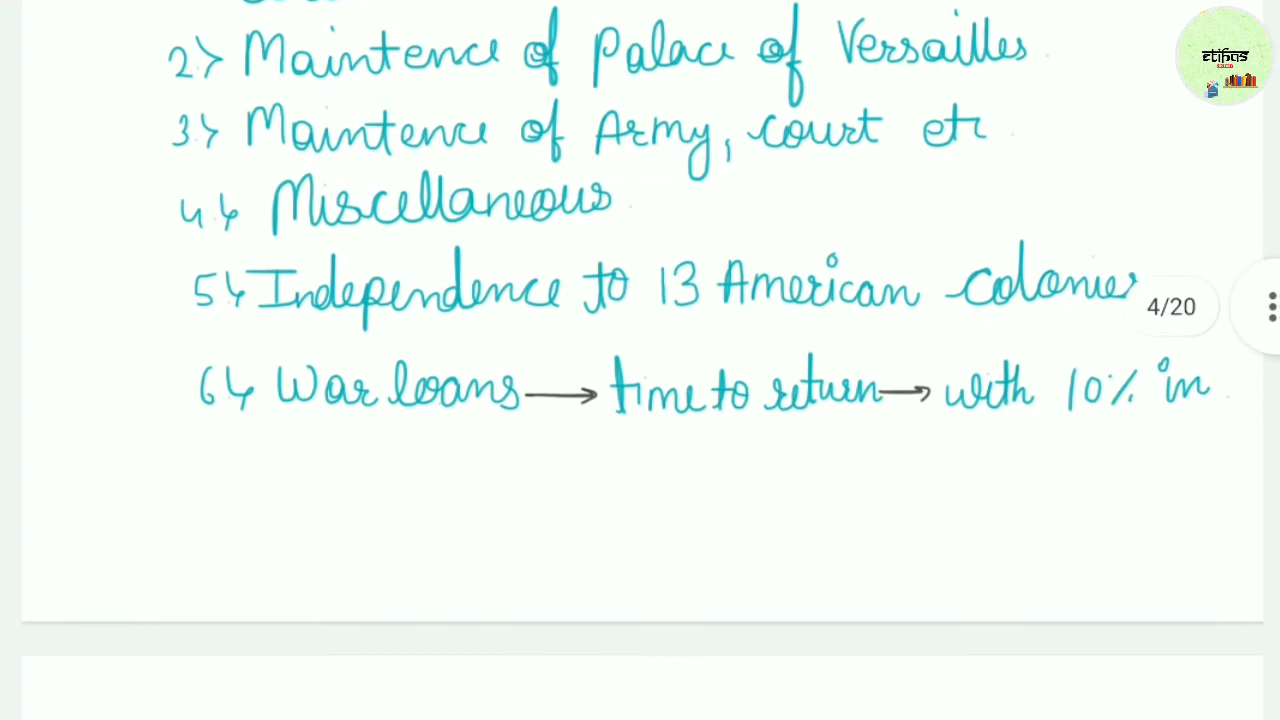 2.> Maintence of Palace of Versailles
3.> Maintence of Army, court etc
4.> Miscellaneous
5> Independence to 13 American colonies
4/20
6> War loans → time to return → with 10% in